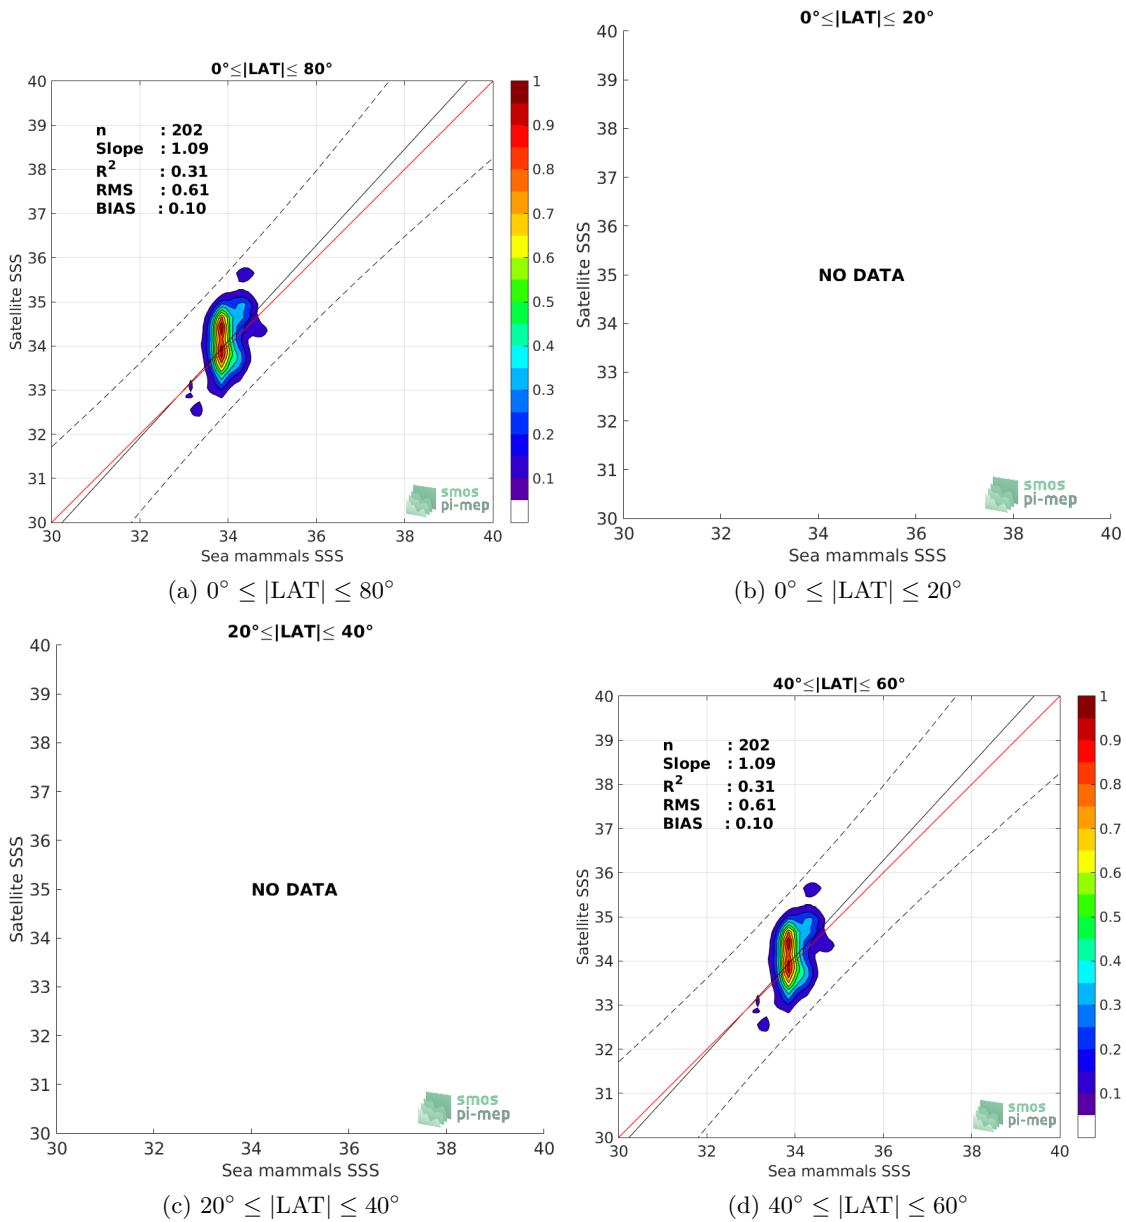 0°≤|LAT|≤ 80°
40
39
38
37
36
35
34
33
32
31
30
30
32
34
36
38
40
Satellite SSS
Sea mammals SSS
n : 202
Slope : 1.09
R² : 0.31
RMS : 0.61
BIAS : 0.10
1
0.9
0.8
0.7
0.6
0.5
0.4
0.3
0.2
0.1
smos
pi-mep
(a) 0° ≤ |LAT| ≤ 80°
0°≤|LAT|≤ 20°
40
39
38
37
36
35
34
33
32
31
30
30
32
34
36
38
40
Satellite SSS
Sea mammals SSS
NO DATA
smos
pi-mep
(b) 0° ≤ |LAT| ≤ 20°
20°≤|LAT|≤ 40°
40
39
38
37
36
35
34
33
32
31
30
30
32
34
36
38
40
Satellite SSS
Sea mammals SSS
NO DATA
smos
pi-mep
(c) 20° ≤ |LAT| ≤ 40°
40°≤|LAT|≤ 60°
40
39
38
37
36
35
34
33
32
31
30
30
32
34
36
38
40
Satellite SSS
Sea mammals SSS
n : 202
Slope : 1.09
R² : 0.31
RMS : 0.61
BIAS : 0.10
1
0.9
0.8
0.7
0.6
0.5
0.4
0.3
0.2
0.1
smos
pi-mep
(d) 40° ≤ |LAT| ≤ 60°